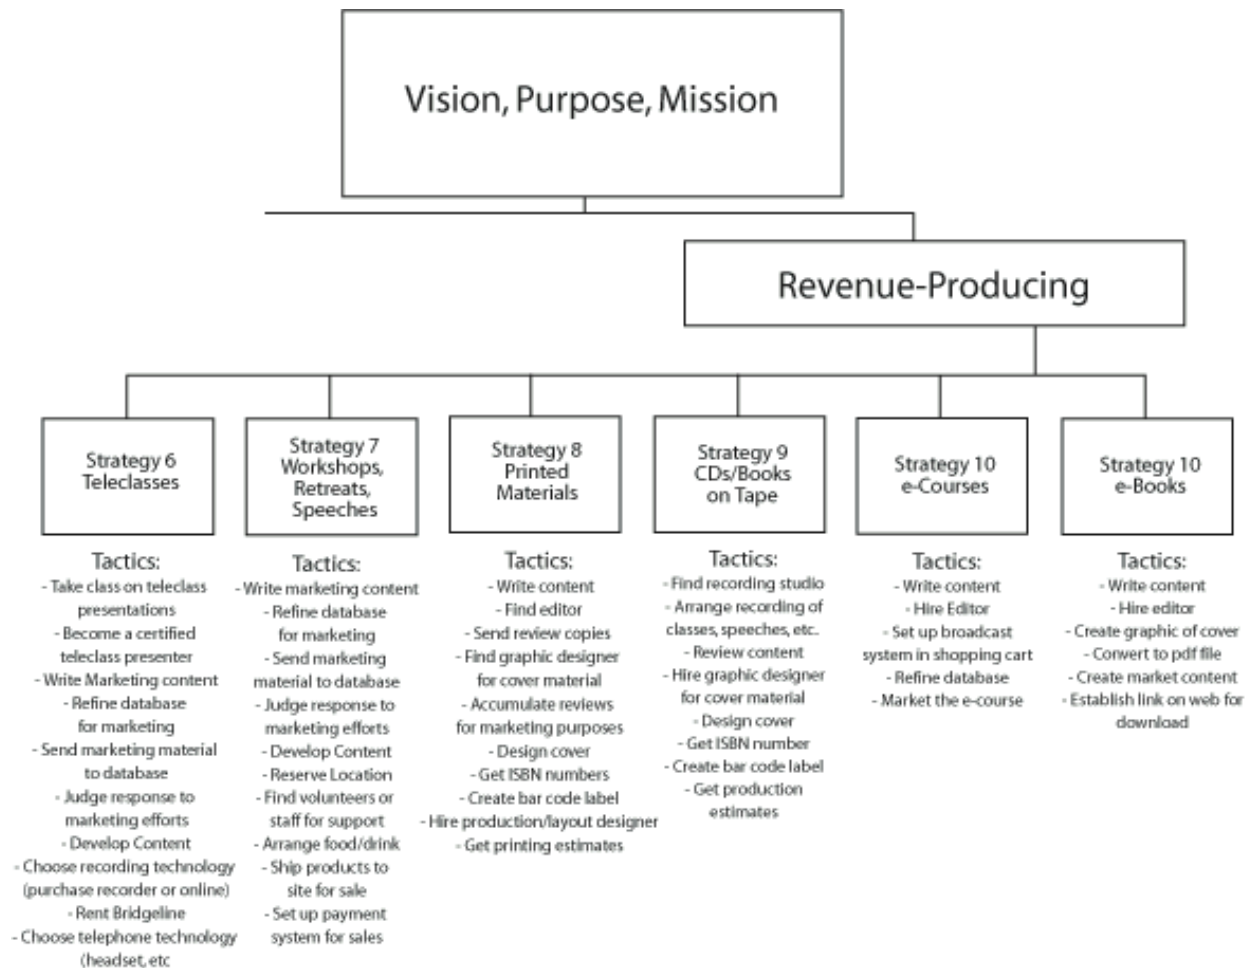 Vision, Purpose, Mission
Revenue-Producing
Strategy 6
Teleclasses
Tactics:
- Take class on teleclass
presentations
- Become a certified
teleclass presenter
- Write Marketing content
- Refine database
for marketing
- Send marketing material
to database
- Judge response to
marketing efforts
- Develop Content
- Choose recording technology
(purchase recorder or online)
- Rent Bridgeline
- Choose telephone technology
(headset, etc
Strategy 7
Workshops,
Retreats,
Speeches
Tactics:
- Write marketing content
- Refine database
for marketing
- Send marketing
material to database
- Judge response to
marketing efforts
- Develop Content
- Reserve Location
- Find volunteers or
staff for support
- Arrange food/drink
- Ship products to
site for sale
- Set up payment
system for sales
Strategy 8
Printed
Materials
Tactics:
- Write content
- Find editor
- Send review copies
- Find graphic designer
for cover material
- Accumulate reviews
for marketing purposes
- Design cover
- Get ISBN numbers
- Create bar code label
- Hire production/layout designer
- Get printing estimates
Strategy 9
CDs/Books
on Tape
Tactics:
- Find recording studio
- Arrange recording of
classes, speeches, etc.
- Review content
- Hire graphic designer
for cover material
- Design cover
- Get ISBN number
- Create bar code label
- Get production
estimates
Strategy 10
e-Courses
Tactics:
- Write content
- Hire Editor
- Set up broadcast
system in shopping cart
- Refine database
- Market the e-course
Strategy 10
e-Books
Tactics:
- Write content
- Hire editor
- Create graphic of cover
- Convert to pdf file
- Create market content
- Establish link on web for
download